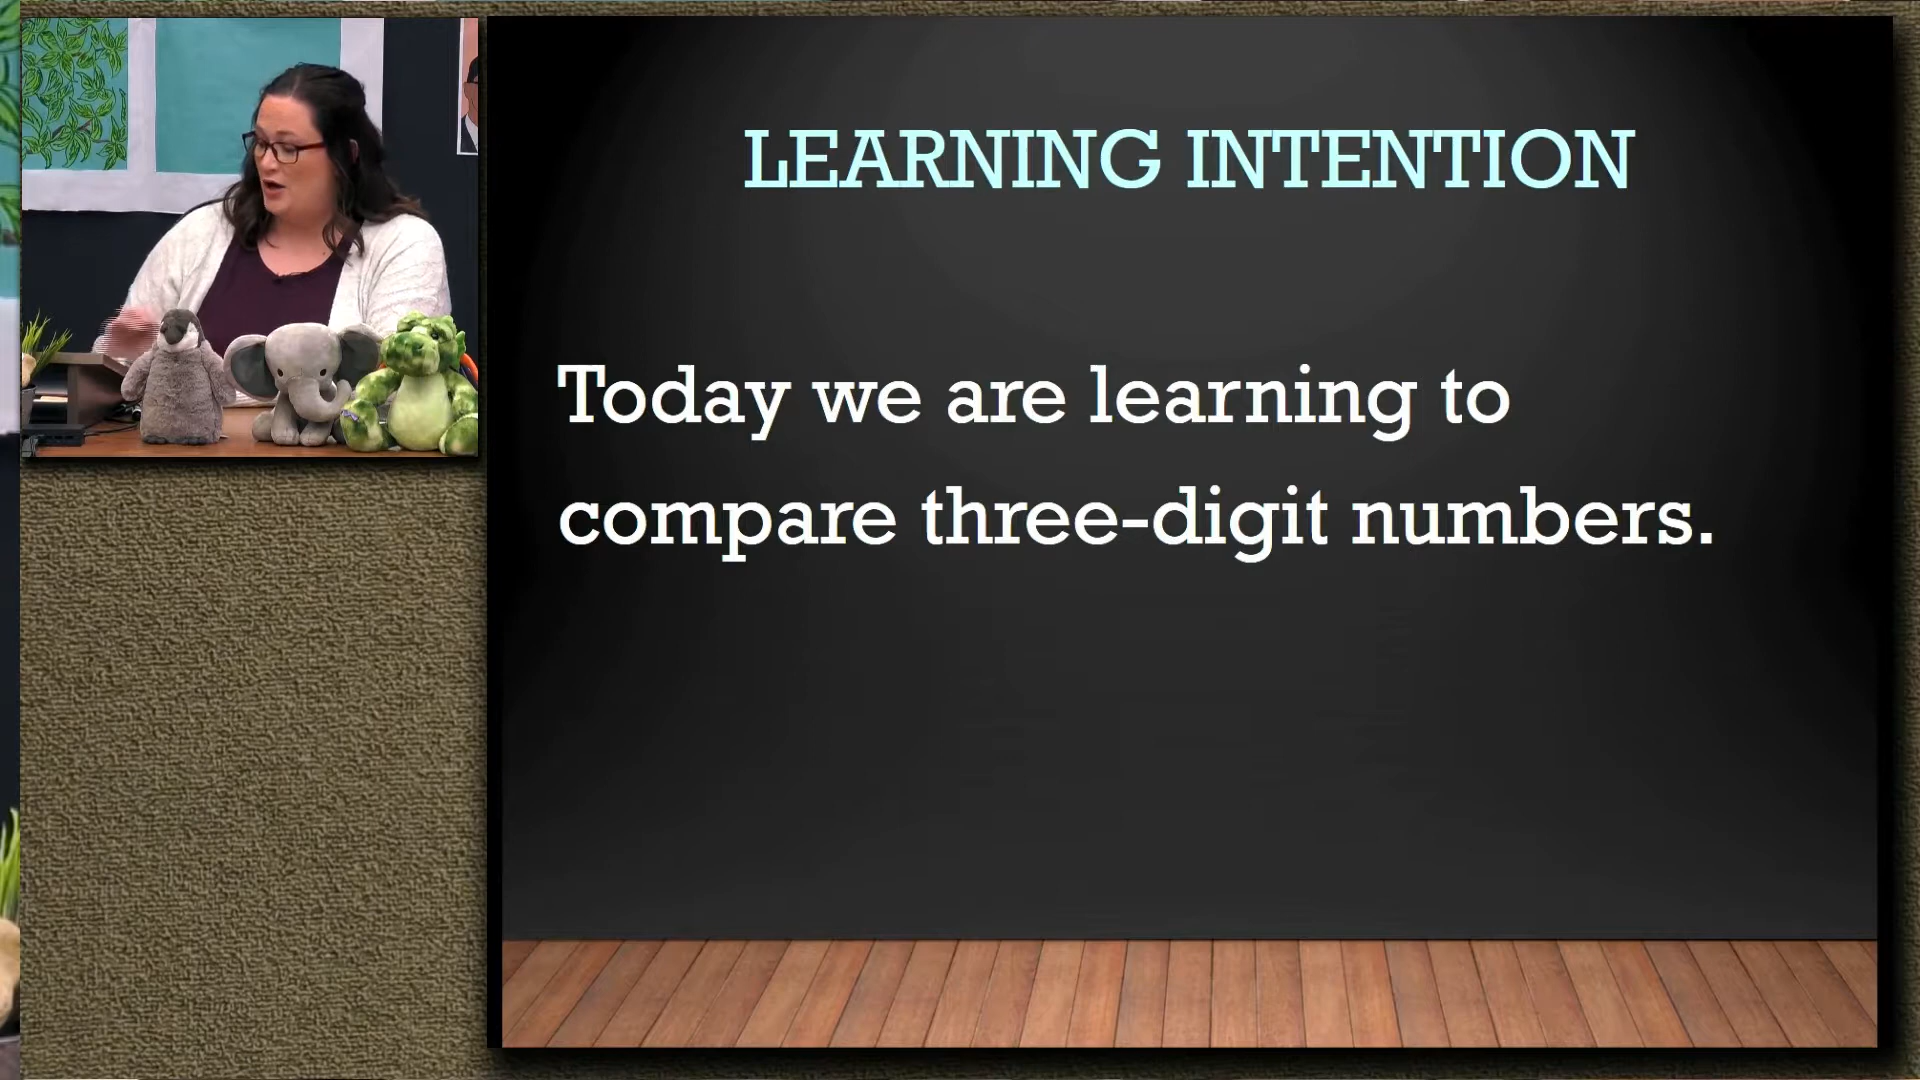 LEARNING INTENTION
Today we are learning to
compare three-digit numbers.